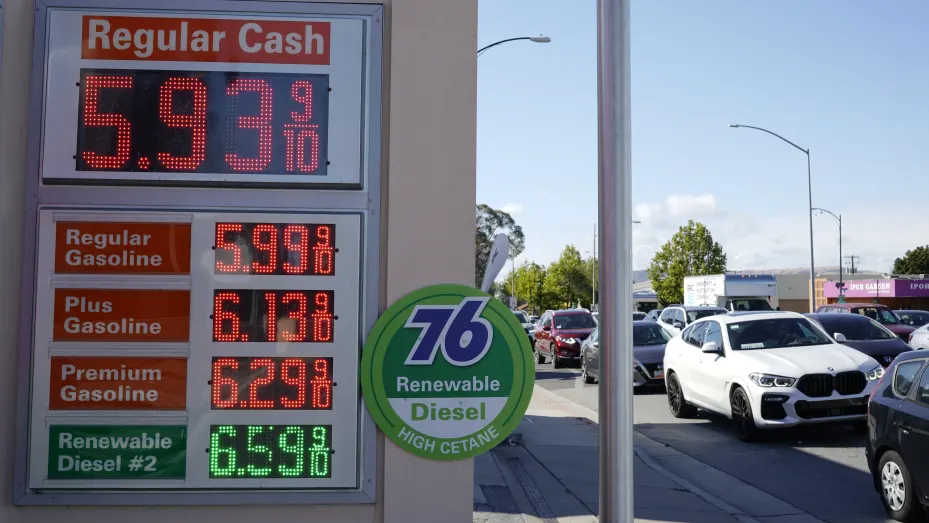 Regular Cash
5.93 9/10
Regular
Gasoline
5.99 9/10
Plus
Gasoline
6.13 9/10
Premium
Gasoline
6.29 9/10
Renewable
Diesel #2
6.59 9/10
76
Renewable
Diesel
HIGH CETANE
IPOH GARDEN
IPOH